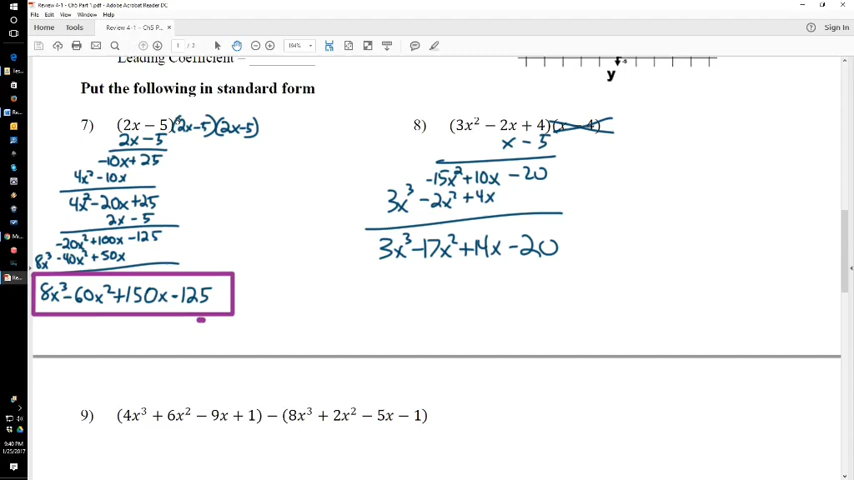 Review 4-1 - Ch5 Part 1.pdf - Adobe Acrobat Reader DC
File Edit View Window Help
Home Tools Review 4-1 - Ch5 P... ×
Sign In
1 / 2
104%
Leading Coefficient =
y
Put the following in standard form
7) (2x − 5)³(2x-5)(2x-5)
2x - 5
-10x + 25
4x² - 10x
4x² - 20x + 25
2x - 5
-20x² + 100x - 125
8x³ - 40x² + 50x
8x³ - 60x² + 150x - 125
8) (3x² − 2x + 4)(x − 4)
x - 5
-15x² + 10x - 20
3x³ - 2x² + 4x
3x³ - 17x² + 14x - 20
9) (4x³ + 6x² − 9x + 1) − (8x³ + 2x² − 5x − 1)
9:40 PM
1/25/2017